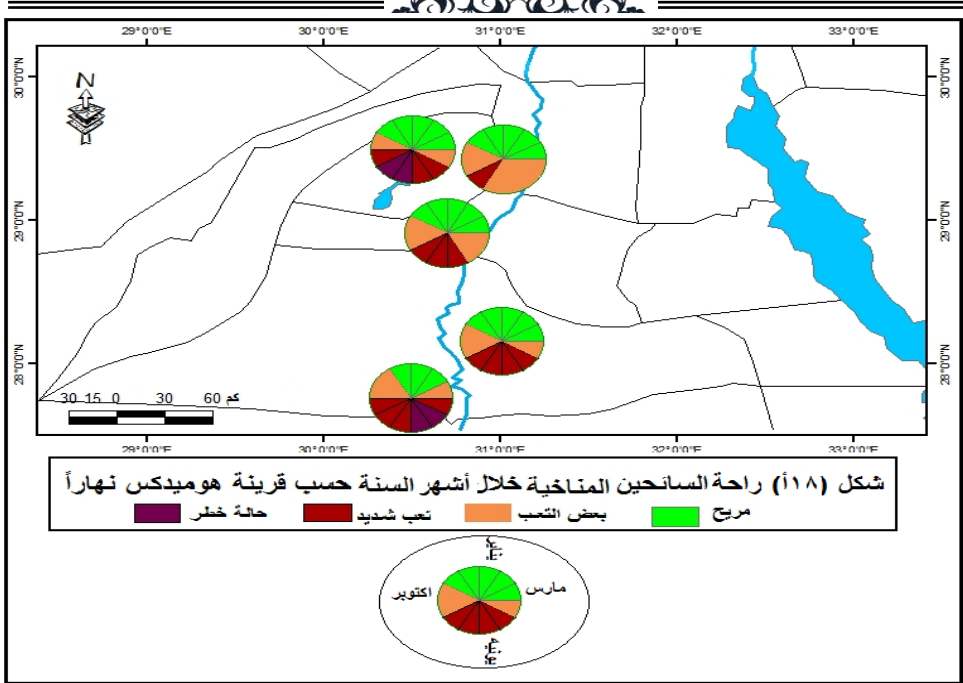 29°0'0"E 30°0'0"E 31°0'0"E 32°0'0"E 33°0'0"E
30°0'0"N 30°0'0"N
N
29°0'0"N 29°0'0"N
28°0'0"N 28°0'0"N
30 15 0 30 60 كم
29°0'0"E 30°0'0"E 31°0'0"E 32°0'0"E 33°0'0"E
شكل (١٨أ) راحة السائحين المناخية خلال أشهر السنة حسب قرينة هوميدكس نهاراً
مريح بعض التعب تعب شديد حالة خطر
يناير
مارس اكتوبر
يونيه